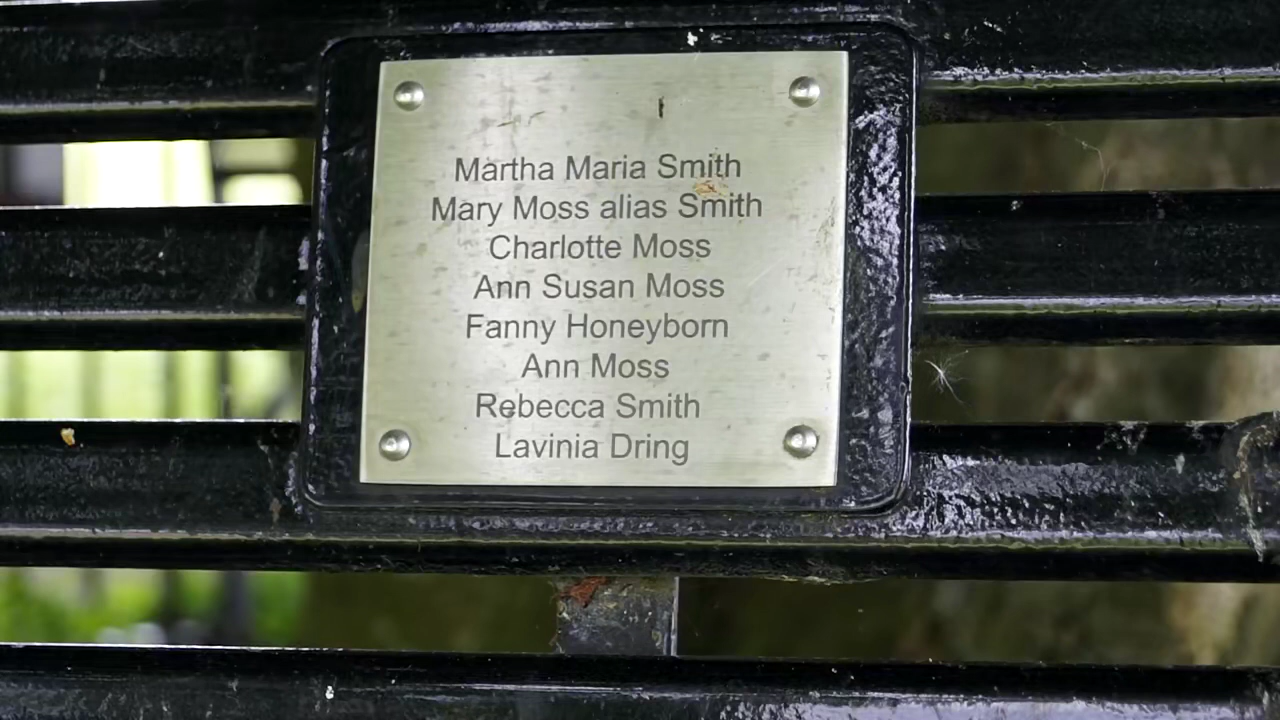 Martha Maria Smith
Mary Moss alias Smith
Charlotte Moss
Ann Susan Moss
Fanny Honeyborn
Ann Moss
Rebecca Smith
Lavinia Dring